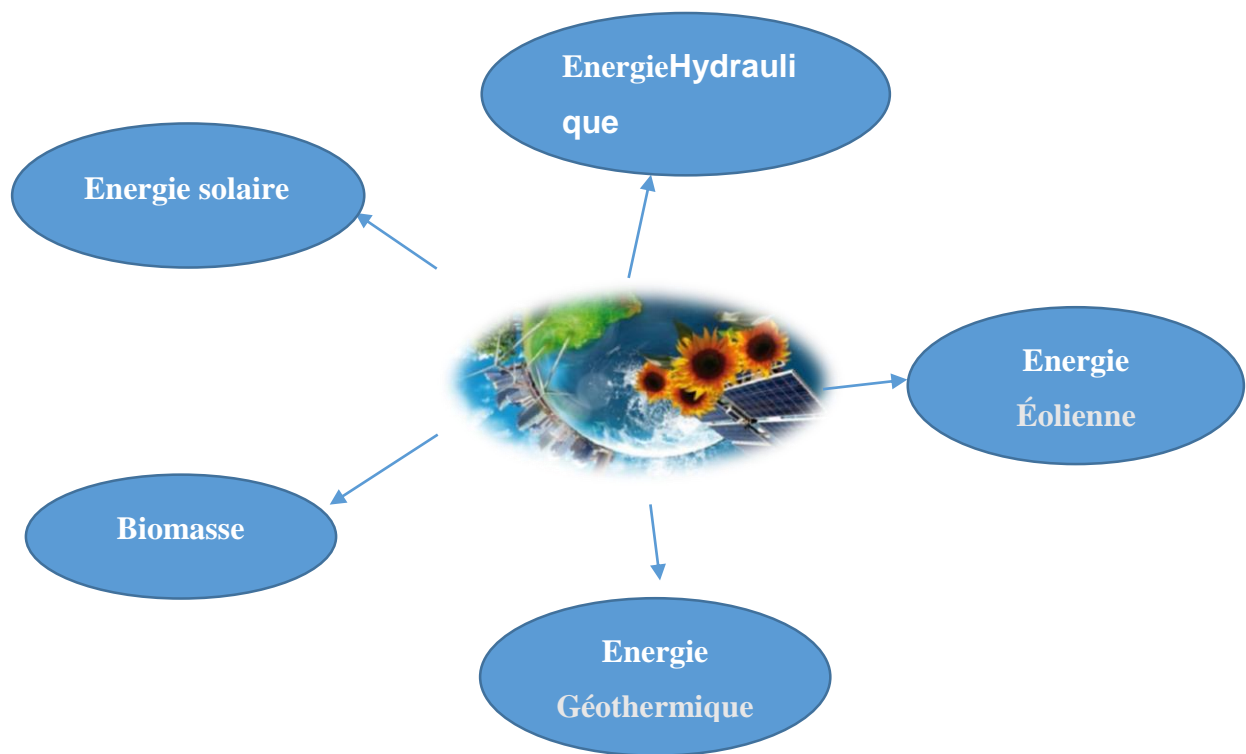 EnergieHydrauli
que
Energie solaire
Energie
Éolienne
Biomasse
Energie
Géothermique